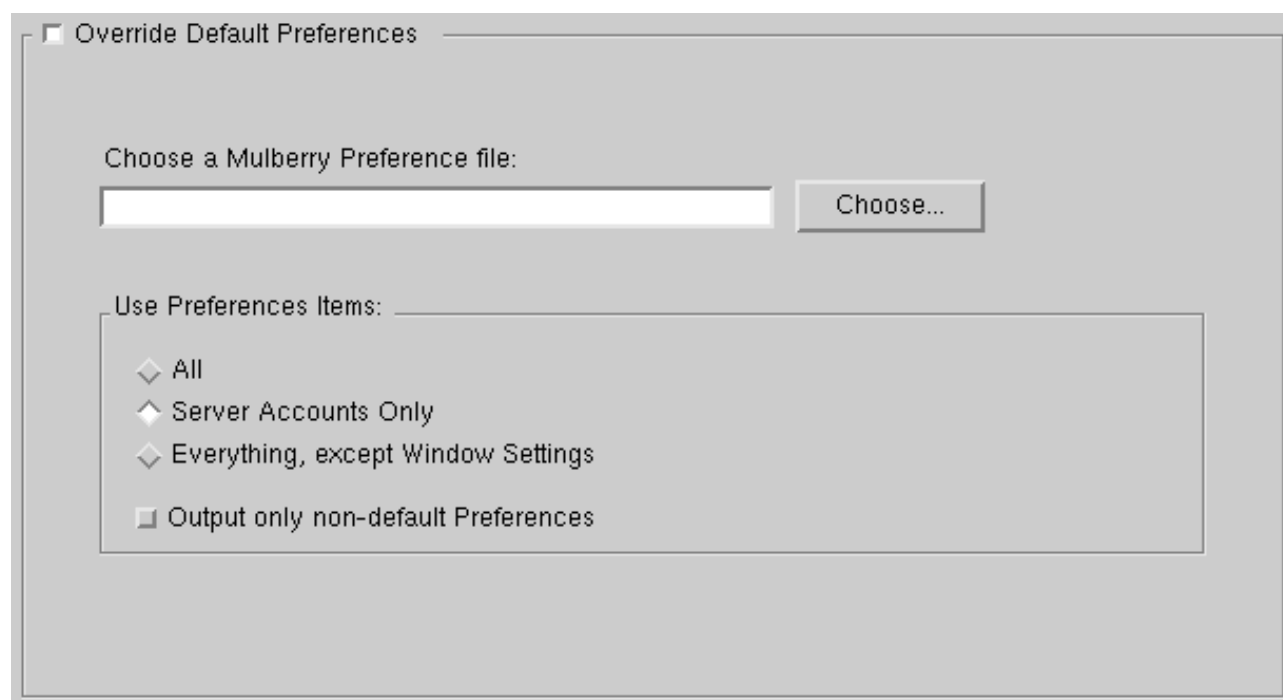 Override Default Preferences
Choose a Mulberry Preference file:
Choose...
Use Preferences Items:
All
Server Accounts Only
Everything, except Window Settings
Output only non-default Preferences